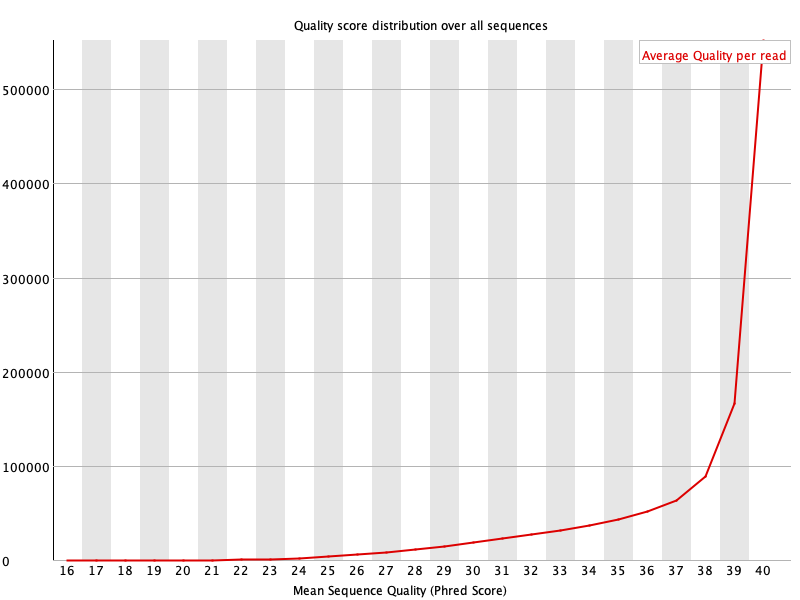 Quality score distribution over all sequences
Average Quality per read
500000
400000
300000
200000
100000
0
16 17 18 19 20 21 22 23 24 25 26 27 28 29 30 31 32 33 34 35 36 37 38 39 40
Mean Sequence Quality (Phred Score)